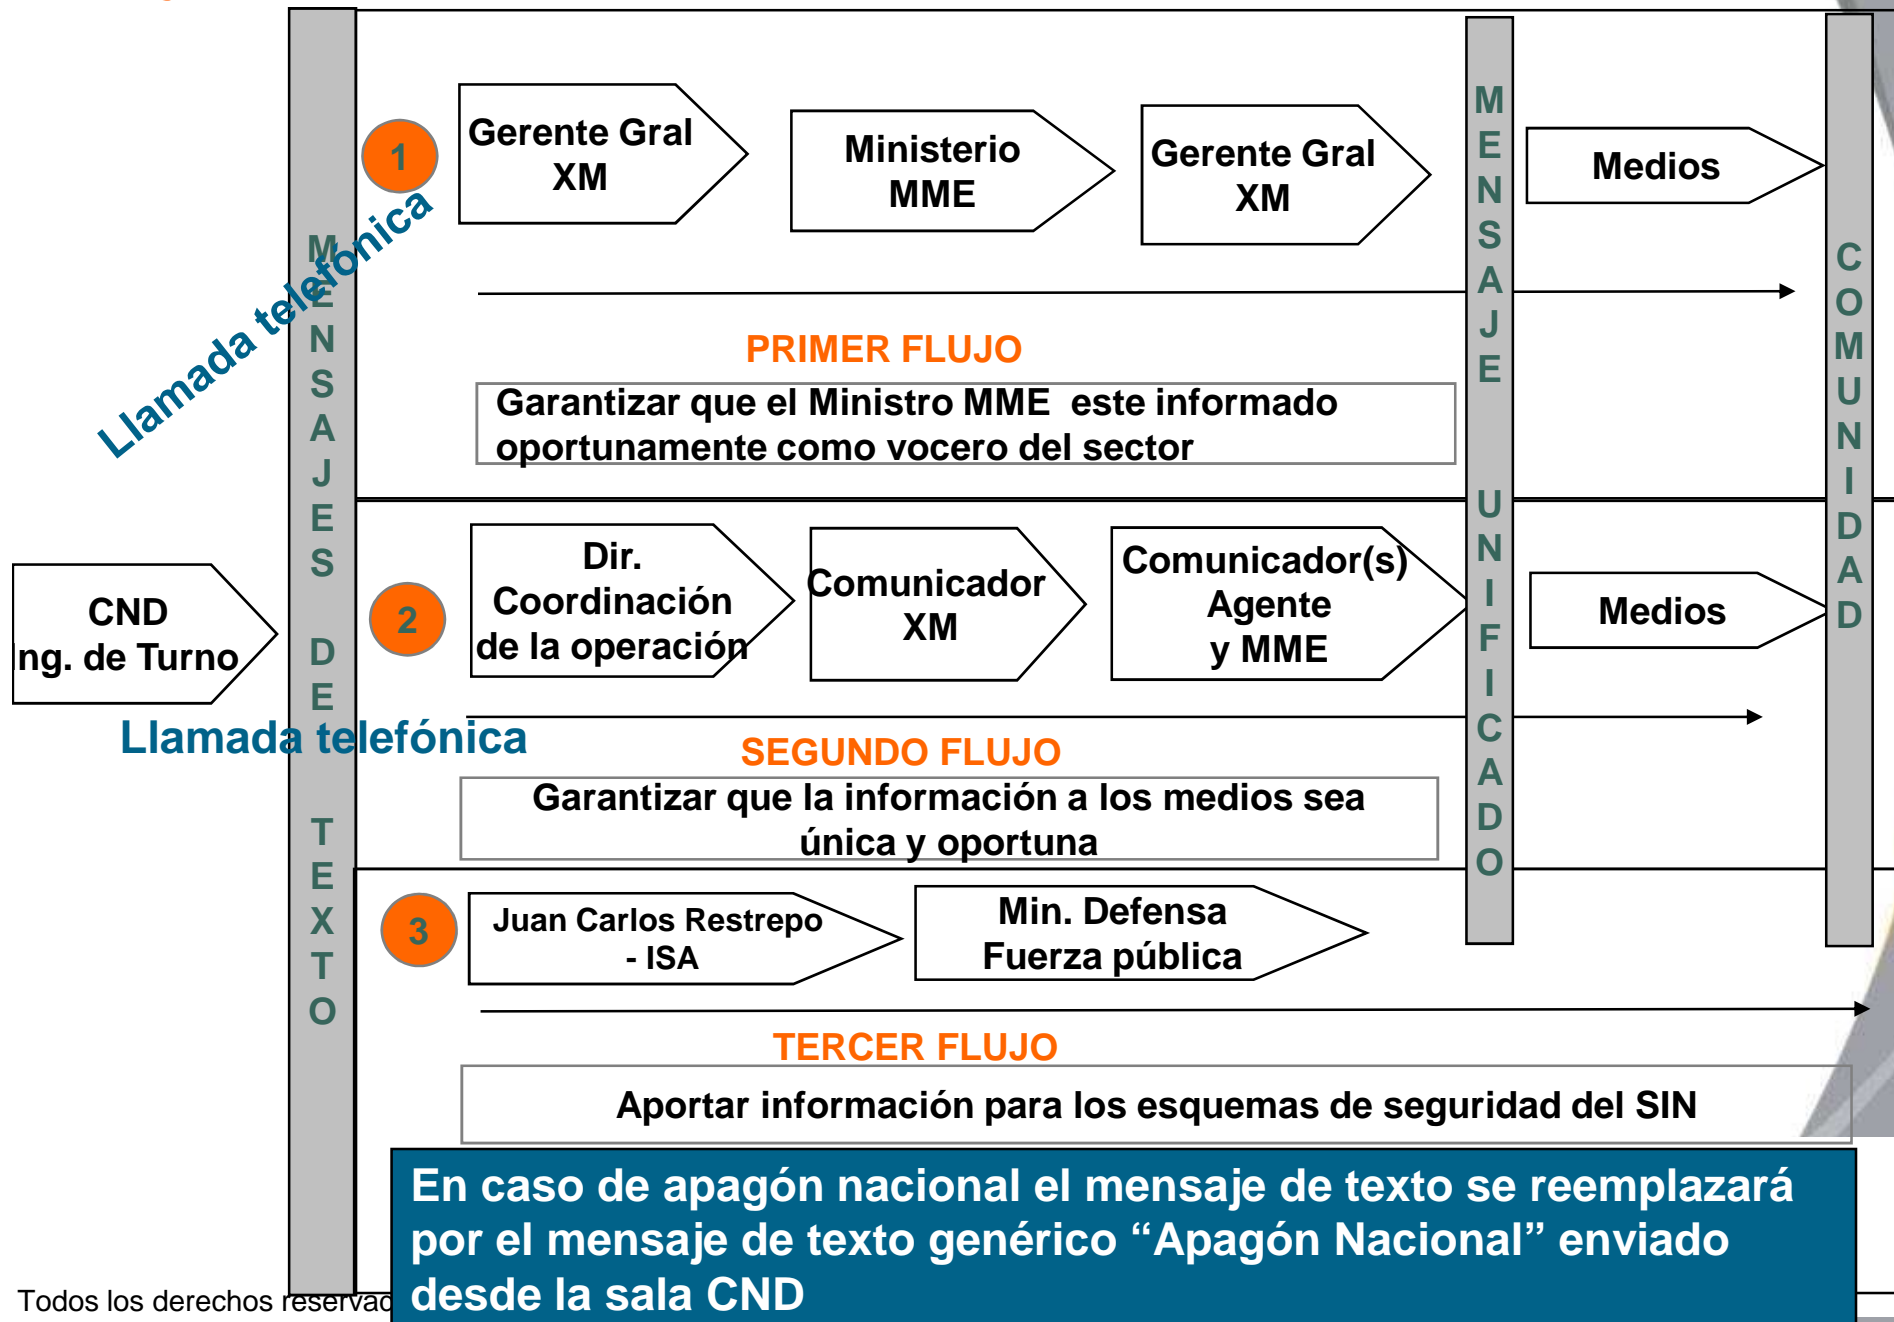 MENSAJES DE TEXTO
1
Gerente Gral
XM
Ministerio
MME
Gerente Gral
XM
MENSAJE UNIFICADO
Medios
COMUNIDAD
Llamada telefónica
PRIMER FLUJO
Garantizar que el Ministro MME este informado
oportunamente como vocero del sector
CND
ng. de Turno
2
Dir.
Coordinación
de la operación
Comunicador
XM
Comunicador(s)
Agente
y MME
Medios
Llamada telefónica
SEGUNDO FLUJO
Garantizar que la información a los medios sea
única y oportuna
3
Juan Carlos Restrepo
- ISA
Min. Defensa
Fuerza pública
TERCER FLUJO
Aportar información para los esquemas de seguridad del SIN
En caso de apagón nacional el mensaje de texto se reemplazará
por el mensaje de texto genérico “Apagón Nacional” enviado
desde la sala CND
Todos los derechos reservad